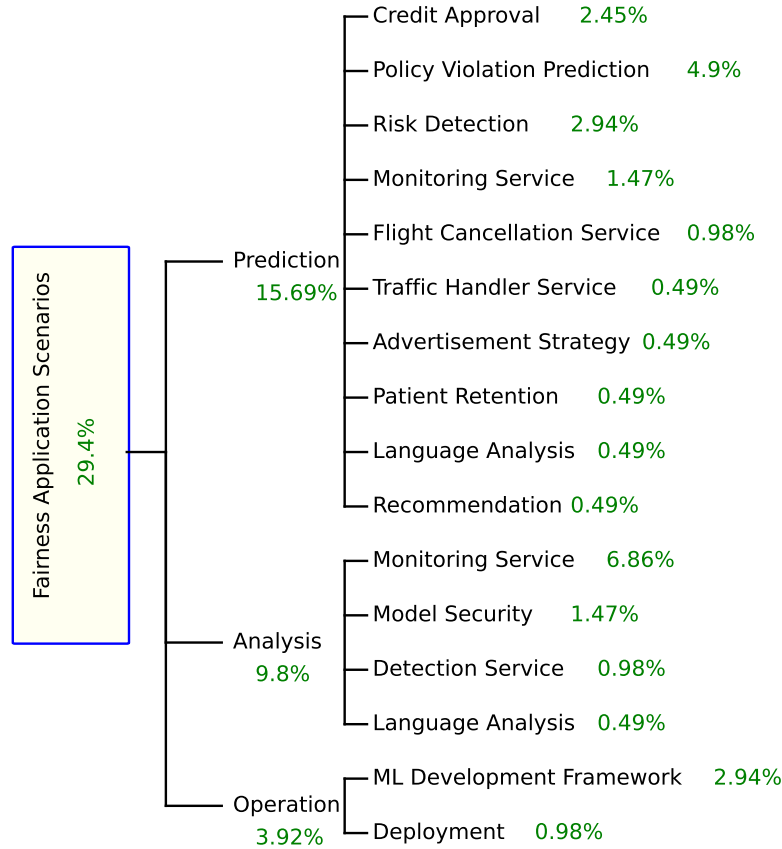 Fairness Application Scenarios
29.4%
Prediction
15.69%
Credit Approval 2.45%
Policy Violation Prediction 4.9%
Risk Detection 2.94%
Monitoring Service 1.47%
Flight Cancellation Service 0.98%
Traffic Handler Service 0.49%
Advertisement Strategy 0.49%
Patient Retention 0.49%
Language Analysis 0.49%
Recommendation 0.49%
Analysis
9.8%
Monitoring Service 6.86%
Model Security 1.47%
Detection Service 0.98%
Language Analysis 0.49%
Operation
3.92%
ML Development Framework 2.94%
Deployment 0.98%